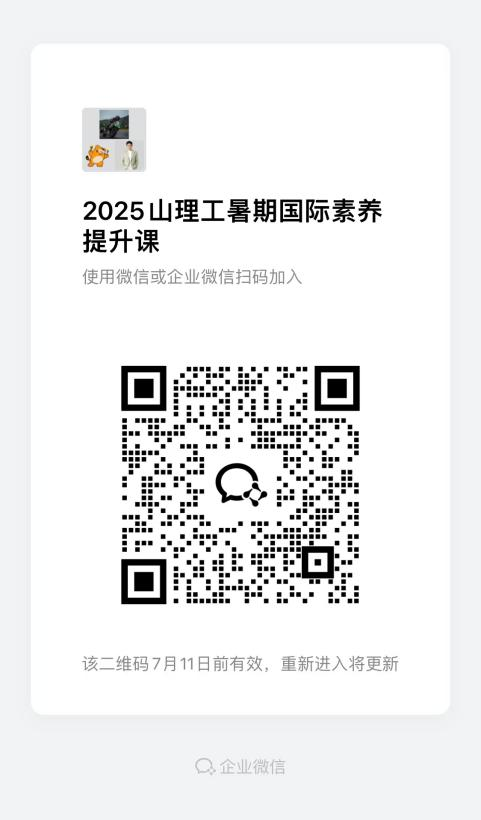 2025山理工暑期国际素养
提升课
使用微信或企业微信扫码加入
该二维码7月11日前有效，重新进入将更新
企业微信